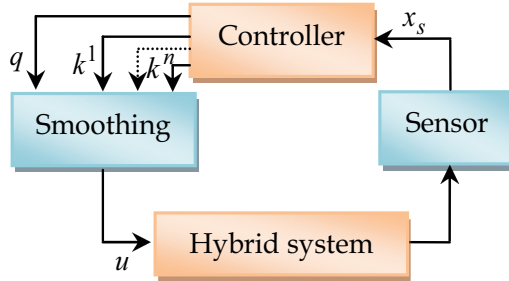 Controller
x_s
q k^1 k^n
Smoothing
Sensor
u
Hybrid system